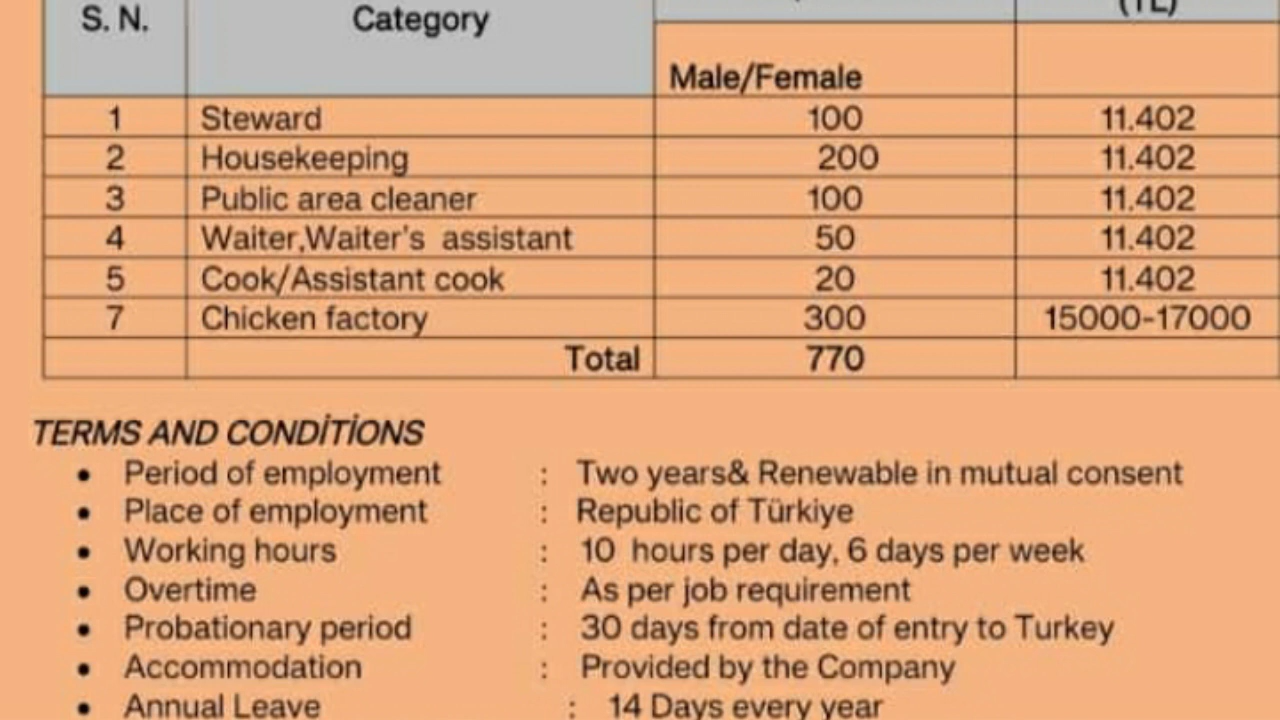 (TL)
S. N. Category
Male/Female
1 Steward 100 11.402
2 Housekeeping 200 11.402
3 Public area cleaner 100 11.402
4 Waiter,Waiter's assistant 50 11.402
5 Cook/Assistant cook 20 11.402
7 Chicken factory 300 15000-17000
Total 770
TERMS AND CONDİTİONS
• Period of employment : Two years& Renewable in mutual consent
• Place of employment : Republic of Türkiye
• Working hours : 10 hours per day, 6 days per week
• Overtime : As per job requirement
• Probationary period : 30 days from date of entry to Turkey
• Accommodation : Provided by the Company
• Annual Leave : 14 Days every year